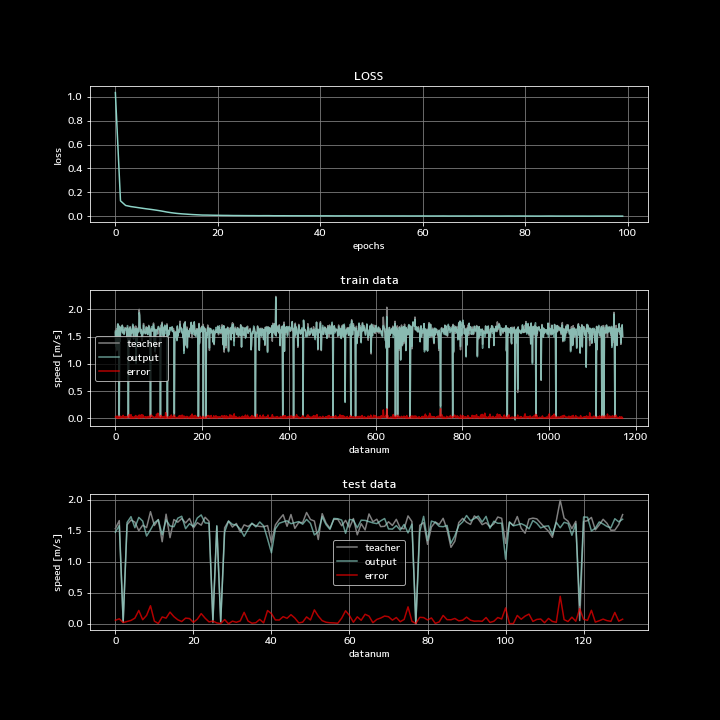 LOSS
1.0
0.8
0.6
0.4
0.2
0.0
loss
0 20 40 60 80 100
epochs
train data
2.0
1.5
1.0
0.5
0.0
speed [m/s]
teacher
output
error
0 200 400 600 800 1000 1200
datanum
test data
2.0
1.5
1.0
0.5
0.0
speed [m/s]
teacher
output
error
0 20 40 60 80 100 120
datanum